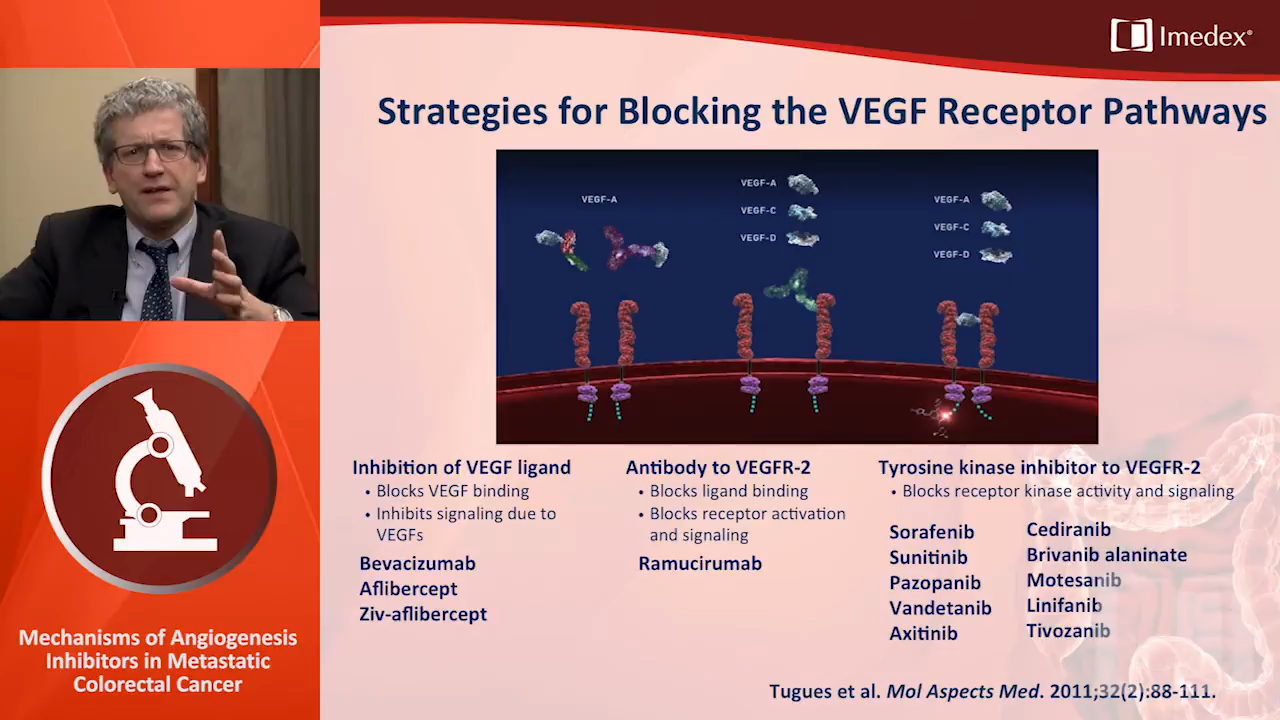 Imedex®
Strategies for Blocking the VEGF Receptor Pathways
VEGF-A
VEGF-A
VEGF-C
VEGF-D
VEGF-A
VEGF-C
VEGF-D
Inhibition of VEGF ligand
• Blocks VEGF binding
• Inhibits signaling due to
VEGFs
Bevacizumab
Aflibercept
Ziv-aflibercept
Antibody to VEGFR-2
• Blocks ligand binding
• Blocks receptor activation
and signaling
Ramucirumab
Tyrosine kinase inhibitor to VEGFR-2
• Blocks receptor kinase activity and signaling
Sorafenib
Sunitinib
Pazopanib
Vandetanib
Axitinib
Cediranib
Brivanib alaninate
Motesanib
Linifanib
Tivozanib
Tugues et al. Mol Aspects Med. 2011;32(2):88-111.
Mechanisms of Angiogenesis
Inhibitors in Metastatic
Colorectal Cancer